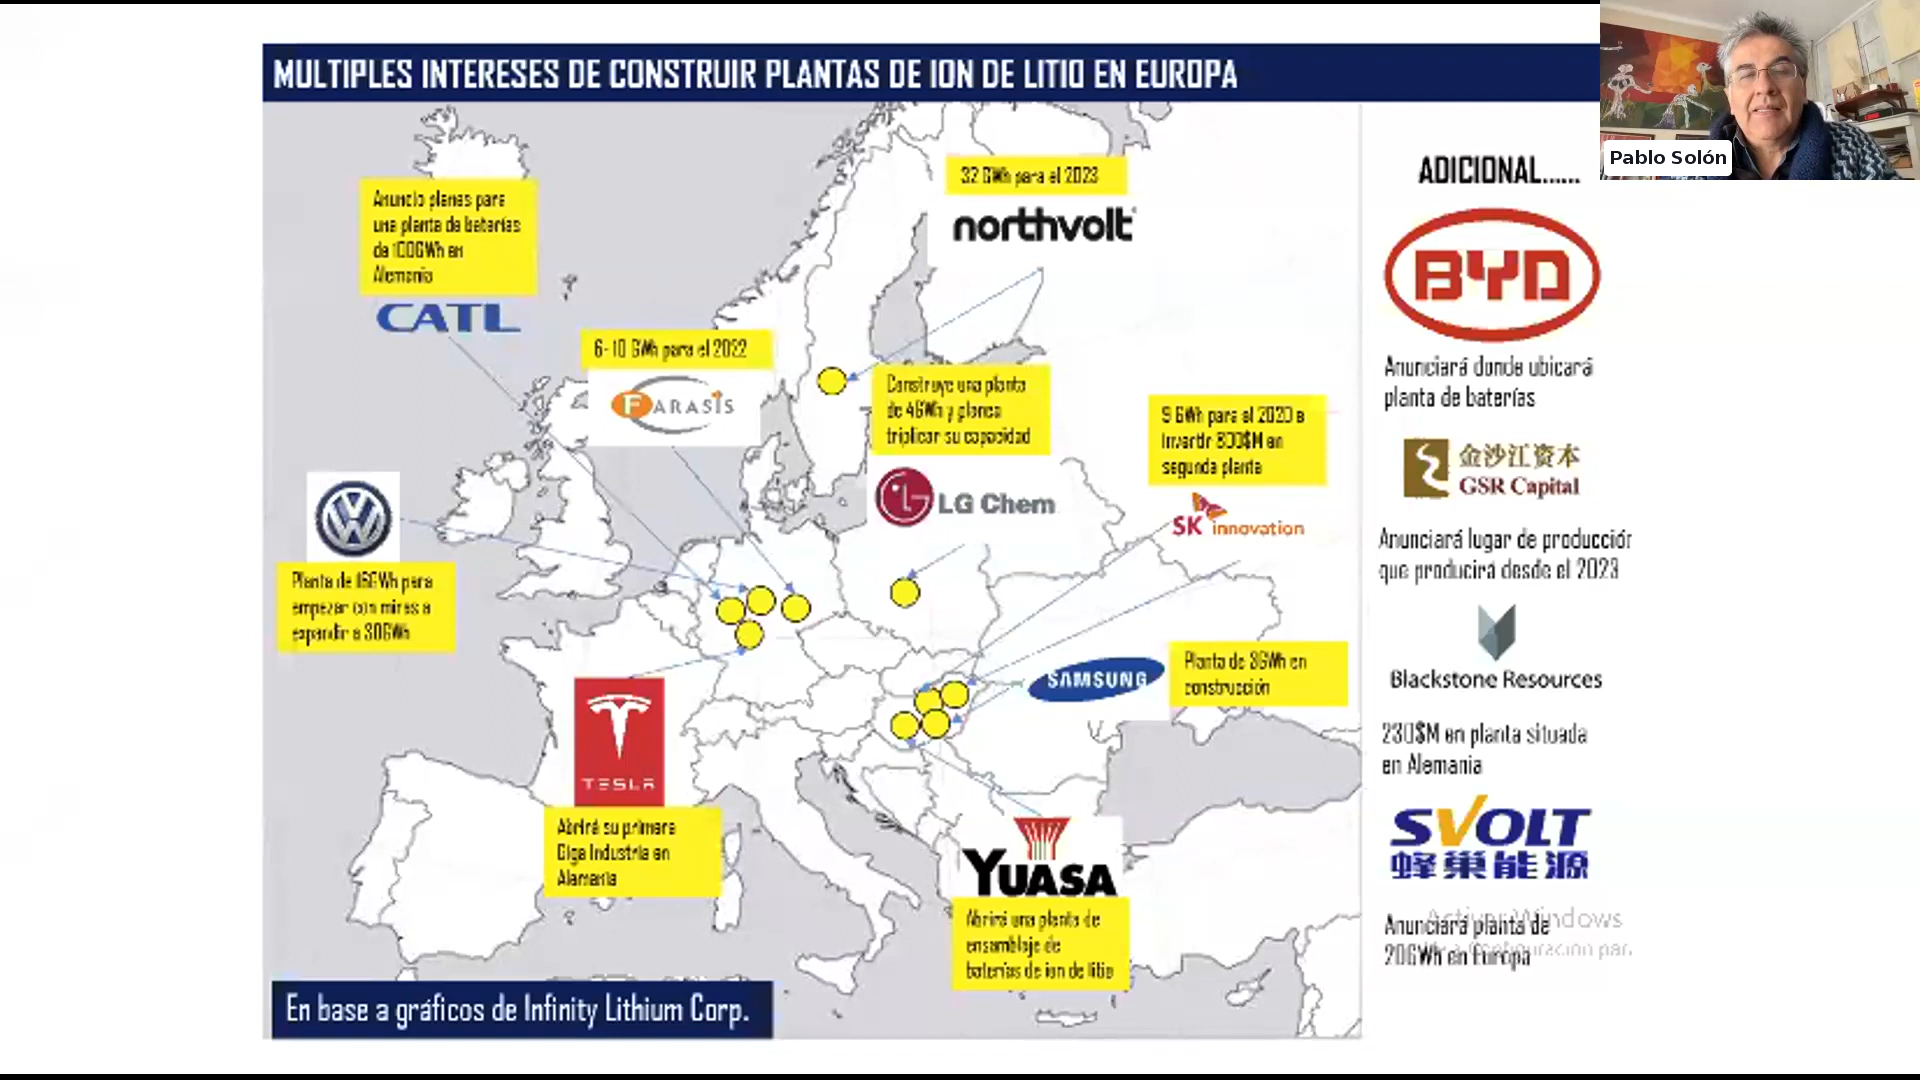 MULTIPLES INTERESES DE CONSTRUIR PLANTAS DE ION DE LITIO EN EUROPA
Pablo Solón
Anuncio planes para
una planta de baterías
de 100GWh en
Alemania
CATL
32 GWh para el 2023
northvolt
6-10 GWh para el 2022
FARASIS
Construye una planta
de 4GWh y planea
triplicar su capacidad
LG Chem
9 GWh para el 2020 e
invertir 800$M en
segunda planta
SK innovation
Planta de 16GWh para
empezar con miras a
expandir a 30GWh
SAMSUNG
Planta de 3GWh en
construcción
TESLA
Abrirá su primera
Giga Industria en
Alemania
YUASA
Abrirá una planta de
ensamblaje de
baterías de ion de litio
En base a gráficos de Infinity Lithium Corp.
ADICIONAL......
BYD
Anunciará donde ubicará
planta de baterías
金沙江资本
GSR Capital
Anunciará lugar de producción
que producirá desde el 2023
Blackstone Resources
230$M en planta situada
en Alemania
SVOLT
蜂巢能源
Anunciará planta de
20GWh en Europa
Activar Windows